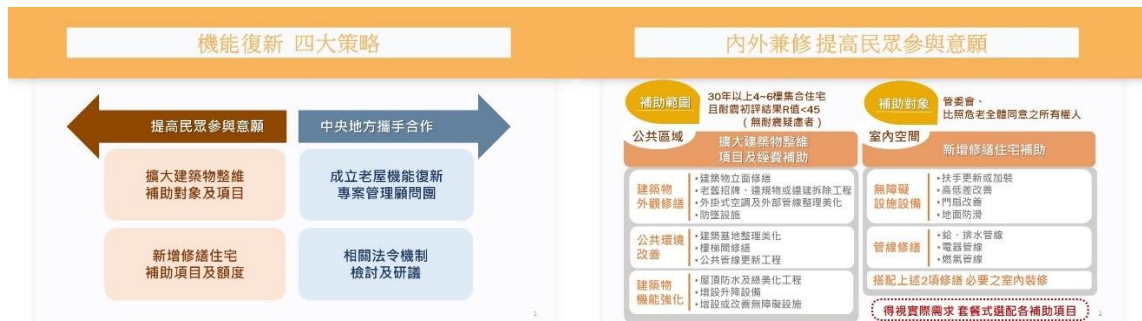 機能復新 四大策略
提高民眾參與意願
中央地方攜手合作
擴大建築物整維
補助對象及項目
成立老屋機能復新
專案管理顧問團
新增修繕住宅
補助項目及額度
相關法令機制
檢討及研議
內外兼修 提高民眾參與意願
補助範圍
30年以上4~6樓集合住宅
且耐震初評結果R值<45
(無耐震疑慮者)
補助對象
管委會、
比照危老全體同意之所有權人
公共區域
擴大建築物整維
項目及經費補助
建築物
外觀修繕
•建築物立面修繕
•老舊招牌、違規物或違建拆除工程
•外掛式空調及外部管線整理美化
•防墜設施
公共環境
改善
•建築基地整理美化
•樓梯間修繕
•公共管線更新工程
建築物
機能強化
•屋頂防水及綠美化工程
•增設升降設備
•增設或改善無障礙設施
室內空間
新增修繕住宅補助
無障礙
設施設備
•扶手更新或加裝
•高低差改善
•門扇改善
•地面防滑
管線修繕
•給、排水管線
•電器管線
•燃氣管線
搭配上述2項修繕 必要之室內裝修
得視實際需求 套餐式選配各補助項目
2